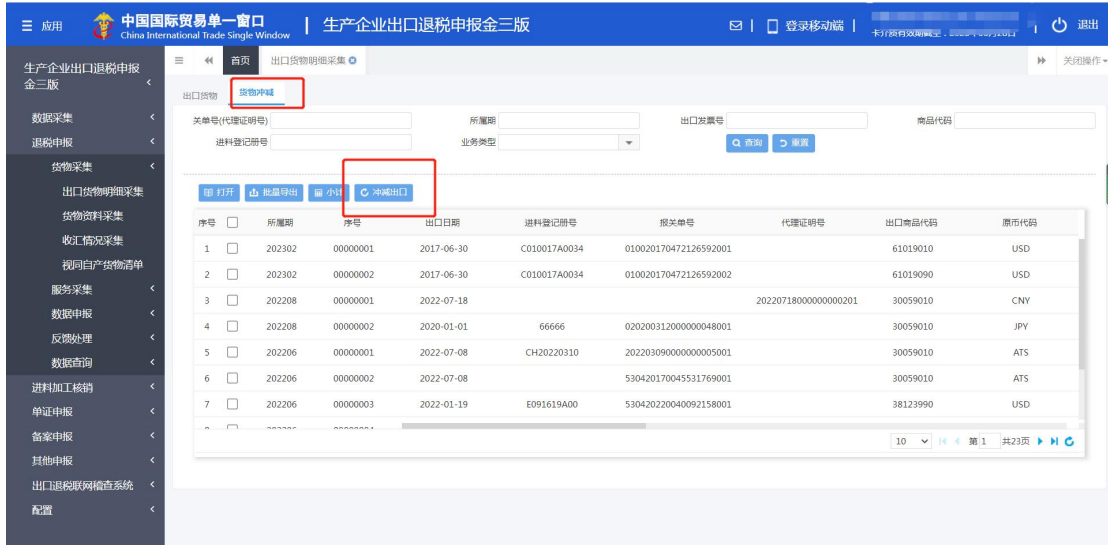 应用 中国国际贸易单一窗口 China International Trade Single Window | 生产企业出口退税申报金三版 登录移动端 退出
生产企业出口退税申报金三版
首页 出口货物明细采集 关闭操作
出口货物 货物冲减
关单号(代理证明号) 所属期 出口发票号 商品代码
进料登记册号 业务类型 查询 重置
打开 批量导出 小计 冲减出口
序号 所属期 序号 出口日期 进料登记册号 报关单号 代理证明号 出口商品代码 原币代码
1 202302 00000001 2017-06-30 C010017A0034 010020170472126592001 61019010 USD
2 202302 00000002 2017-06-30 C010017A0034 010020170472126592002 61019090 USD
3 202208 00000001 2022-07-18 20220718000000000201 30059010 CNY
4 202208 00000002 2020-01-01 66666 020200312000000048001 30059010 JPY
5 202206 00000001 2022-07-08 CH20220310 202203090000000005001 30059010 ATS
6 202206 00000002 2022-07-08 530420170045531769001 30059010 ATS
7 202206 00000003 2022-01-19 E091619A00 530420220040092158001 38123990 USD
10 第 1 共23页
数据采集
退税申报
货物采集
出口货物明细采集
货物资料采集
收汇情况采集
视同自产货物清单
服务采集
数据申报
反馈处理
数据查询
进料加工核销
单证申报
备案申报
其他申报
出口退税联网稽查系统
配置